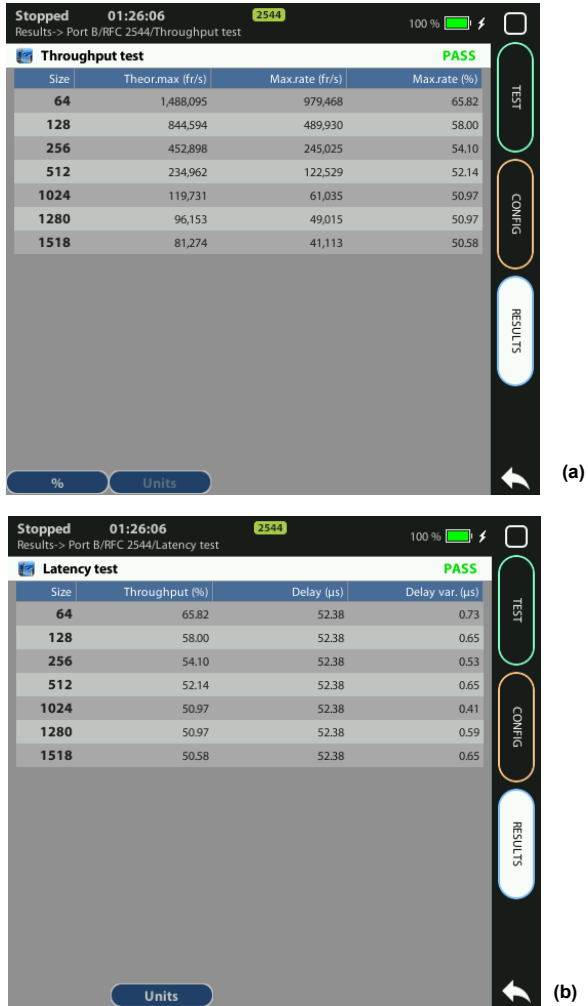 Stopped 01:26:06 2544 100 %
Results-> Port B/RFC 2544/Throughput test
Throughput test PASS
Size Theor.max (fr/s) Max.rate (fr/s) Max.rate (%)
64 1,488,095 979,468 65.82
128 844,594 489,930 58.00
256 452,898 245,025 54.10
512 234,962 122,529 52.14
1024 119,731 61,035 50.97
1280 96,153 49,015 50.97
1518 81,274 41,113 50.58
% Units
TEST
CONFIG
RESULTS
(a)
Stopped 01:26:06 2544 100 %
Results-> Port B/RFC 2544/Latency test
Latency test PASS
Size Throughput (%) Delay (µs) Delay var. (µs)
64 65.82 52.38 0.73
128 58.00 52.38 0.65
256 54.10 52.38 0.53
512 52.14 52.38 0.65
1024 50.97 52.38 0.41
1280 50.97 52.38 0.59
1518 50.58 52.38 0.65
Units
TEST
CONFIG
RESULTS
(b)